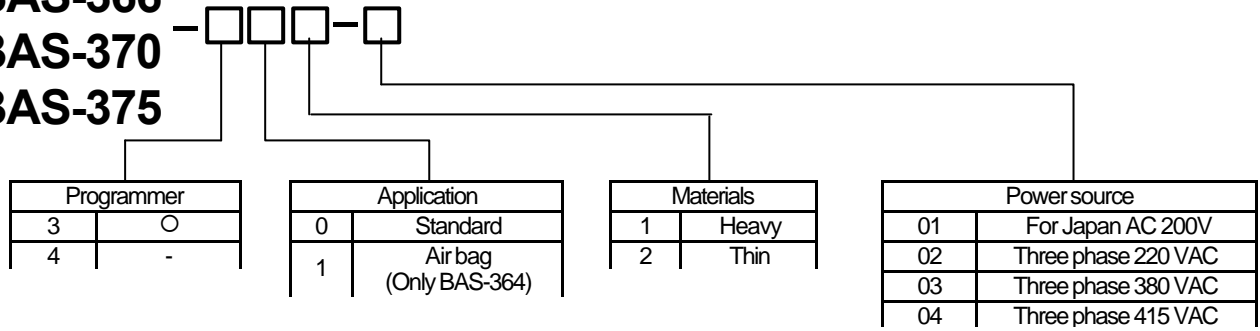 BAS-370
BAS-375
- □□□-□
Programmer
3 ○
4 -
Application
0 Standard
1 Air bag
(Only BAS-364)
Materials
1 Heavy
2 Thin
Power source
01 For Japan AC 200V
02 Three phase 220 VAC
03 Three phase 380 VAC
04 Three phase 415 VAC